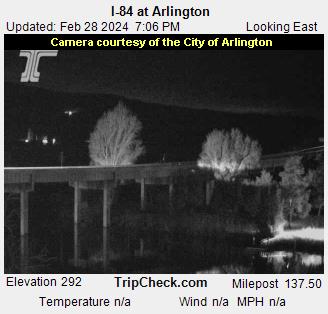 I-84 at Arlington
Updated: Feb 28 2024 7:06 PM Looking East
Camera courtesy of the City of Arlington
Elevation 292 TripCheck.com Milepost 137.50
Temperature n/a Wind n/a MPH n/a